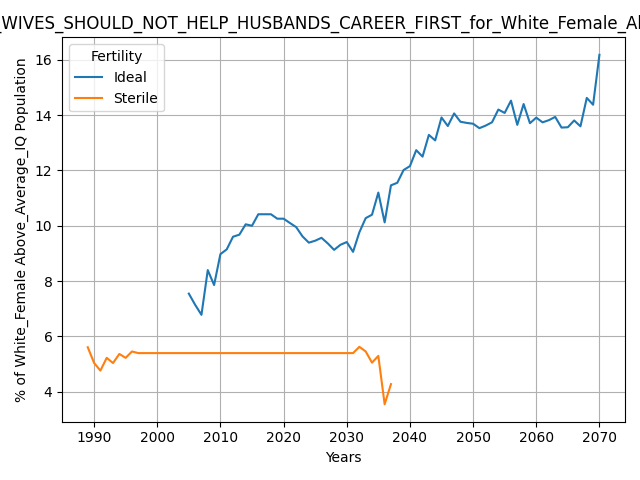 _WIVES_SHOULD_NOT_HELP_HUSBANDS_CAREER_FIRST_for_White_Female_A
Fertility
Ideal
Sterile
% of White_Female Above_Average_IQ Population
16
14
12
10
8
6
4
1990 2000 2010 2020 2030 2040 2050 2060 2070
Years